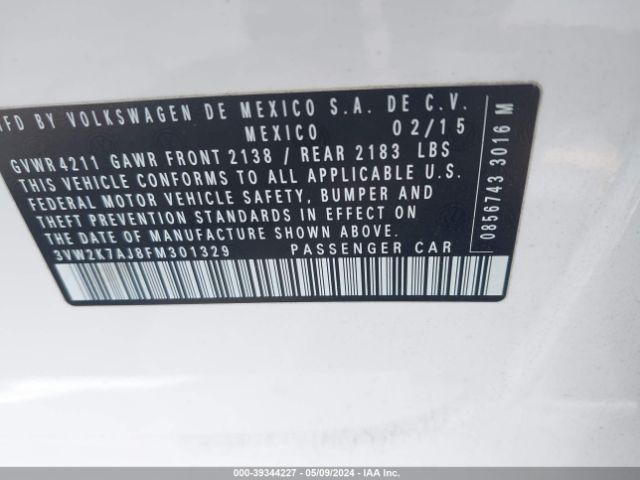 MFD BY VOLKSWAGEN DE MEXICO S.A. DE C.V.
MEXICO 02/15
GVWR 4211 GAWR FRONT 2138 / REAR 2183 LBS
THIS VEHICLE CONFORMS TO ALL APPLICABLE U.S.
FEDERAL MOTOR VEHICLE SAFETY, BUMPER AND
THEFT PREVENTION STANDARDS IN EFFECT ON
THE DATE OF MANUFACTURE SHOWN ABOVE.
3VW2K7AJ8FM301329 PASSENGER CAR
0856743 3016 M
000-39344227 - 05/09/2024 - IAA Inc.